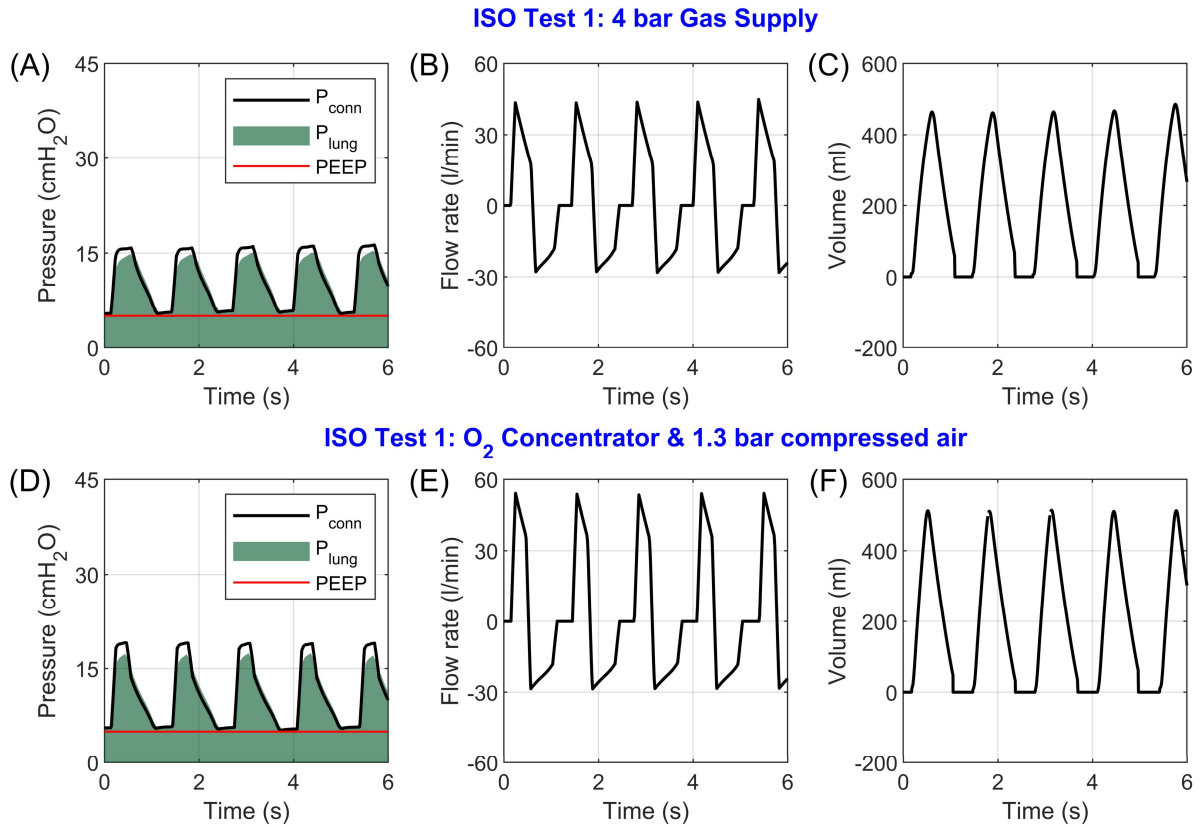 ISO Test 1: 4 bar Gas Supply
(A)
45
30
15
0
Pressure (cmH2O)
Pconn
Plung
PEEP
0
2
4
6
Time (s)
(B)
60
30
0
-30
-60
Flow rate (l/min)
0
2
4
6
Time (s)
(C)
600
400
200
0
-200
Volume (ml)
0
2
4
6
Time (s)
ISO Test 1: O2 Concentrator & 1.3 bar compressed air
(D)
45
30
15
0
Pressure (cmH2O)
Pconn
Plung
PEEP
0
2
4
6
Time (s)
(E)
60
30
0
-30
-60
Flow rate (l/min)
0
2
4
6
Time (s)
(F)
600
400
200
0
-200
Volume (ml)
0
2
4
6
Time (s)